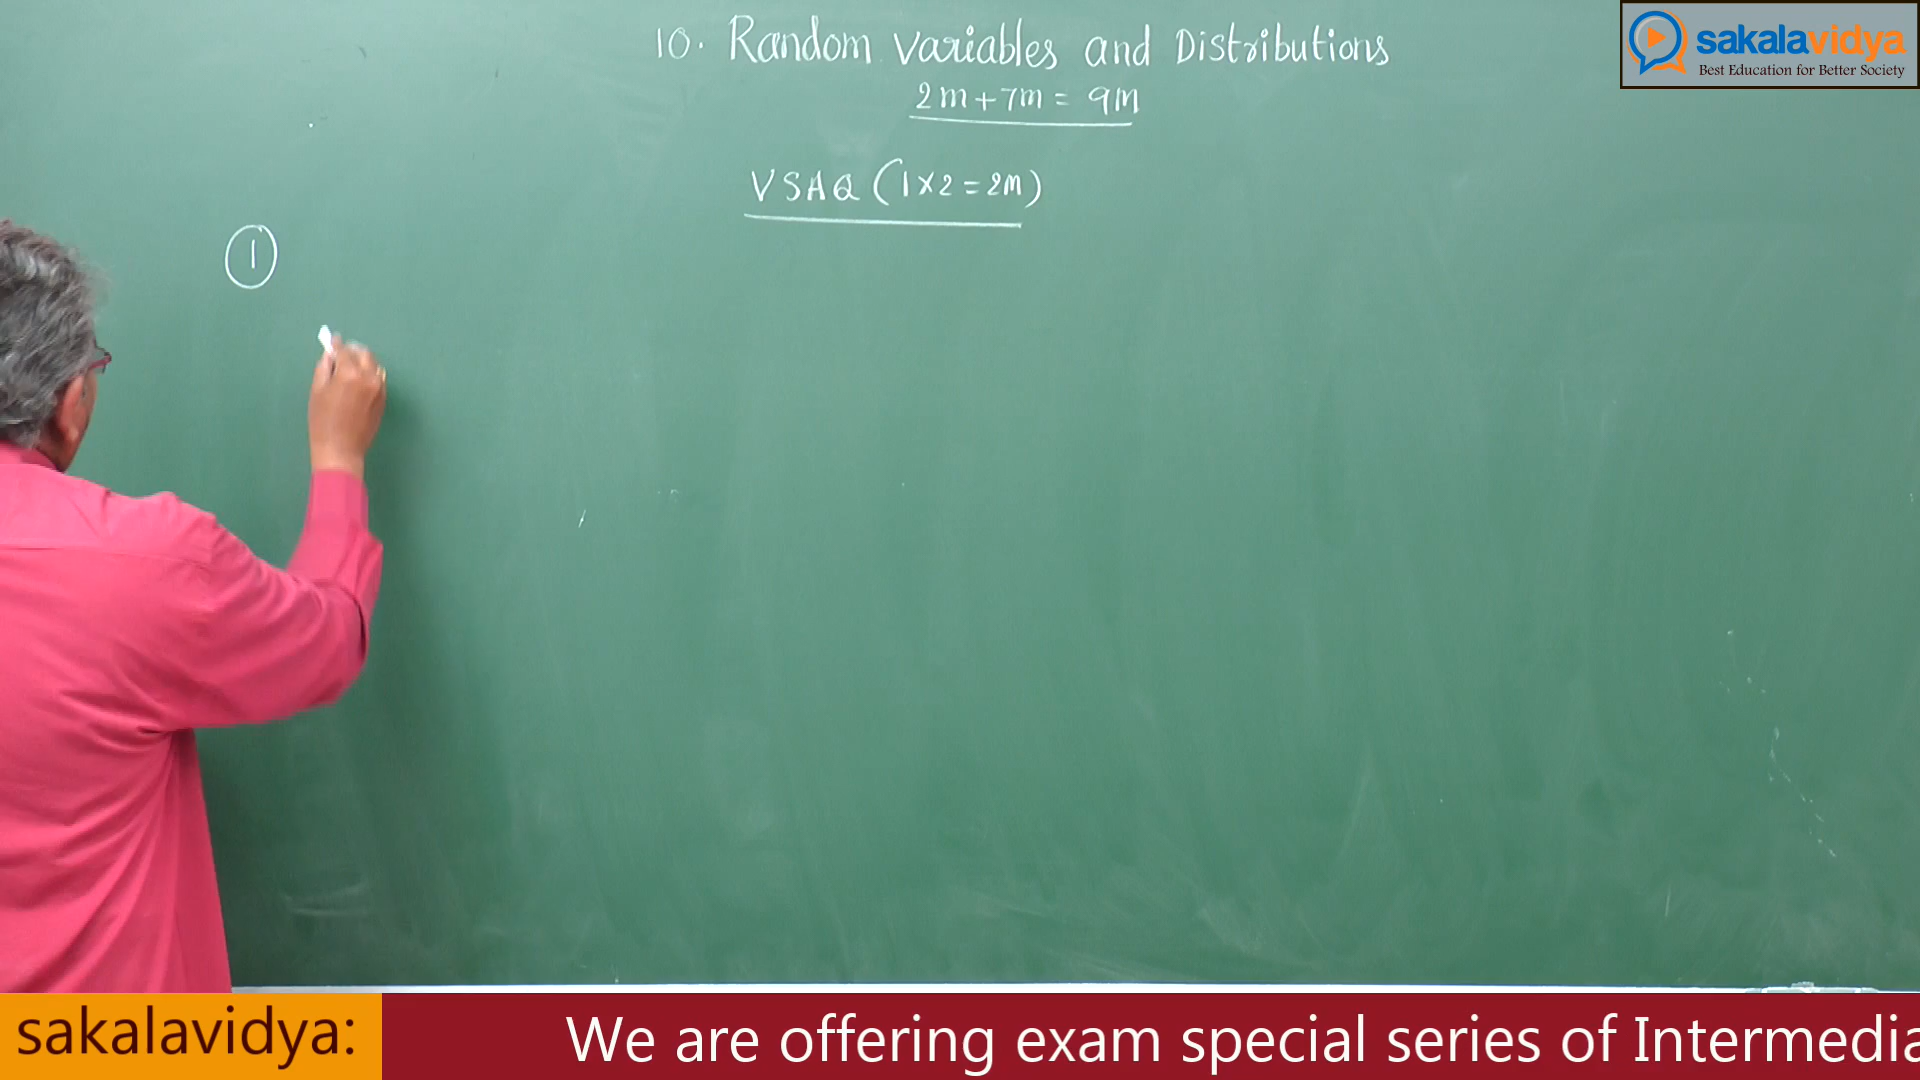 10. Random variables and Distributions
sakalavidya
Best Education for Better Society
2m+7m = 9M
VSAQ (1×2=2M)
1
sakalavidya: We are offering exam special series of Intermedia